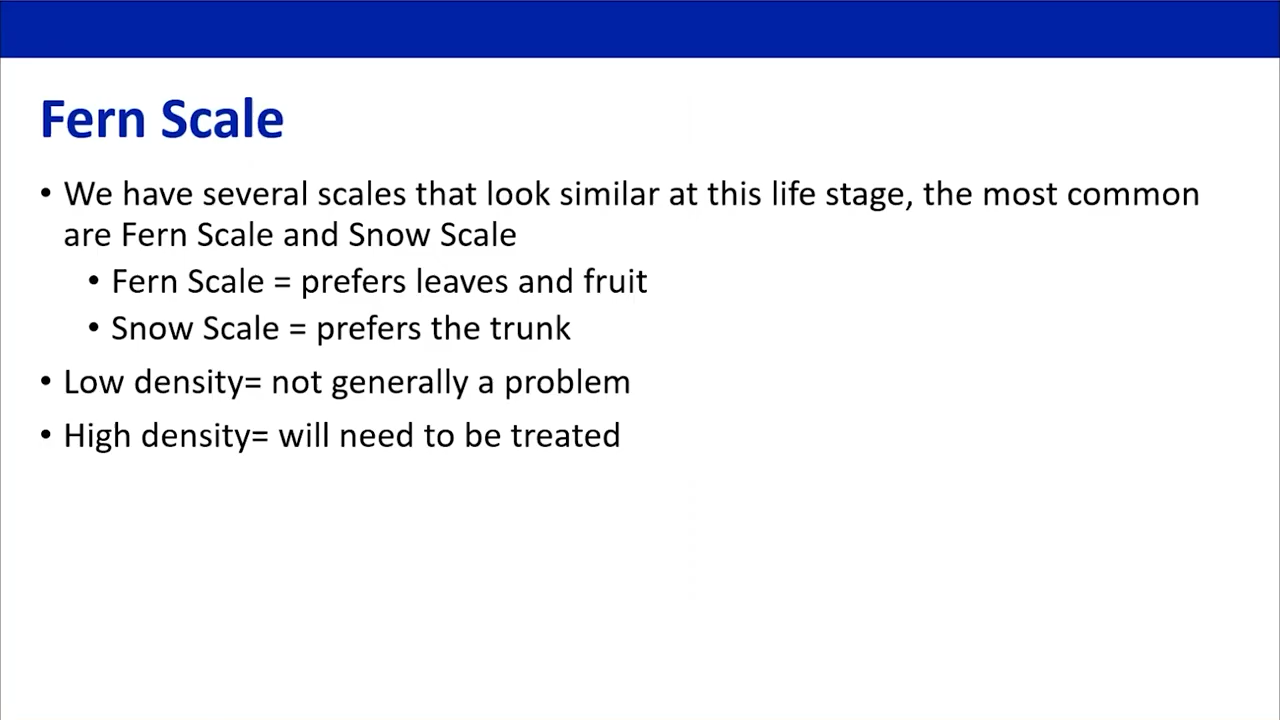 Fern Scale
• We have several scales that look similar at this life stage, the most common
are Fern Scale and Snow Scale
• Fern Scale = prefers leaves and fruit
• Snow Scale = prefers the trunk
• Low density= not generally a problem
• High density= will need to be treated